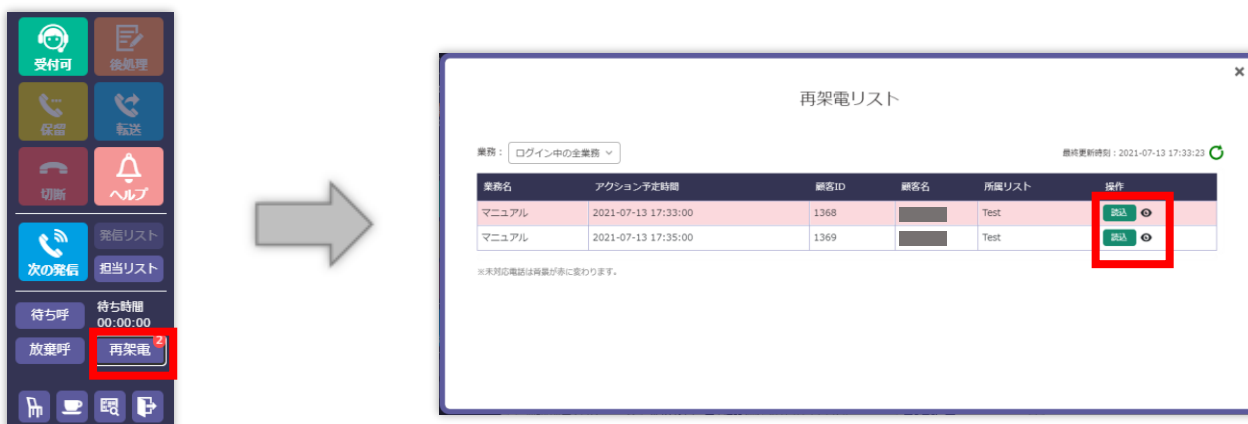 受付可 後処理
保留 転送
切断 ヘルプ
次の発信 発信リスト
担当リスト
待ち呼 待ち時間
00:00:00
放棄呼 再架電 2
×
再架電リスト
業務： ログイン中の全業務
最終更新時刻：2021-07-13 17:33:23
業務名 アクション予定時間 顧客ID 顧客名 所属リスト 操作
マニュアル 2021-07-13 17:33:00 1368 Test 読込
マニュアル 2021-07-13 17:35:00 1369 Test 読込
※未対応電話は背景が赤に変わります。